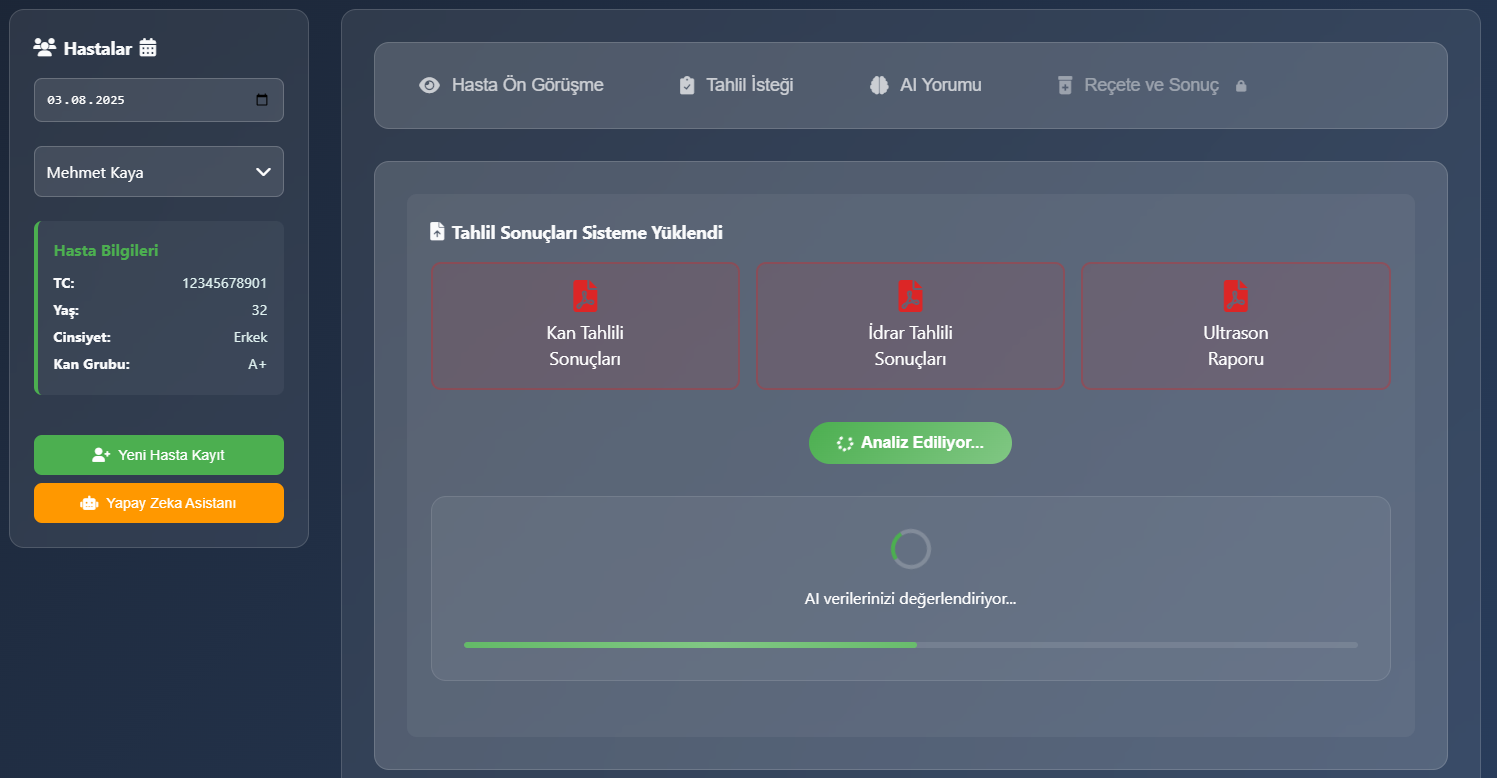 Hastalar
03.08.2025
Mehmet Kaya
Hasta Bilgileri
TC: 12345678901
Yaş: 32
Cinsiyet: Erkek
Kan Grubu: A+
Yeni Hasta Kayıt
Yapay Zeka Asistanı
Hasta Ön Görüşme
Tahlil İsteği
AI Yorumu
Reçete ve Sonuç
Tahlil Sonuçları Sisteme Yüklendi
Kan Tahlili
Sonuçları
İdrar Tahlili
Sonuçları
Ultrason
Raporu
Analiz Ediliyor...
AI verilerinizi değerlendiriyor...